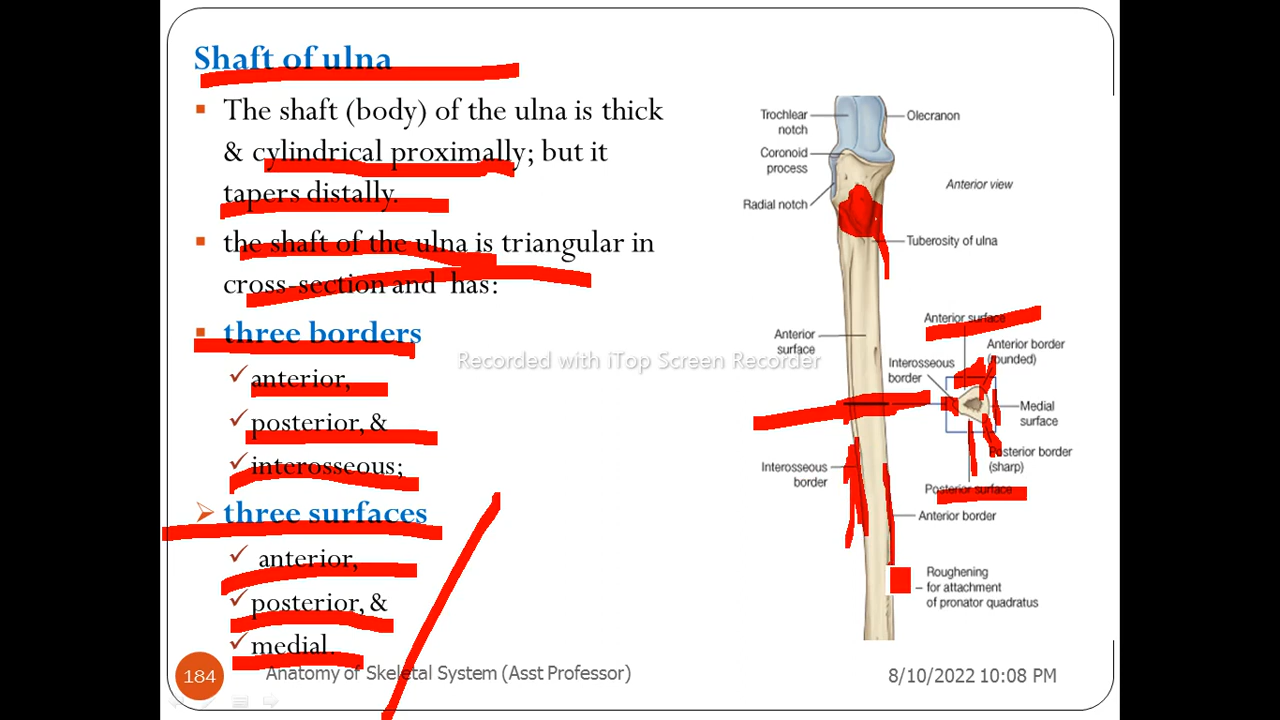 Shaft of ulna
▪ The shaft (body) of the ulna is thick
& cylindrical proximally; but it
tapers distally.
▪ the shaft of the ulna is triangular in
cross-section and has:
▪ three borders
✓ anterior,
✓ posterior, &
✓ interosseous;
➢ three surfaces
✓ anterior,
✓ posterior, &
✓ medial.
Trochlear
notch
Olecranon
Coronoid
process
Anterior view
Radial notch
Tuberosity of ulna
Anterior surface
Anterior
surface
Anterior border
(rounded)
Interosseous
border
Medial
surface
Posterior border
(sharp)
Interosseous
border
Posterior surface
Anterior border
Roughening
for attachment
of pronator quadratus
Recorded with iTop Screen Recorder
184
Anatomy of Skeletal System (Asst Professor)
8/10/2022 10:08 PM